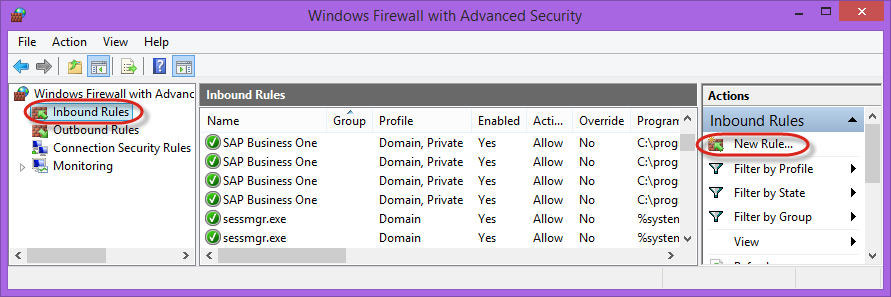 Windows Firewall with Advanced Security
File Action View Help
Windows Firewall with Advanc
Inbound Rules
Outbound Rules
Connection Security Rules
Monitoring
Inbound Rules
Name Group Profile Enabled Acti... Override Program
SAP Business One Domain, Private Yes Allow No C:\prog
SAP Business One Domain, Private Yes Allow No C:\prog
SAP Business One Domain, Private Yes Allow No C:\prog
SAP Business One Domain, Private Yes Allow No C:\prog
sessmgr.exe Domain Yes Allow No %system
sessmgr.exe Domain Yes Allow No %system
Actions
Inbound Rules
New Rule...
Filter by Profile
Filter by State
Filter by Group
View